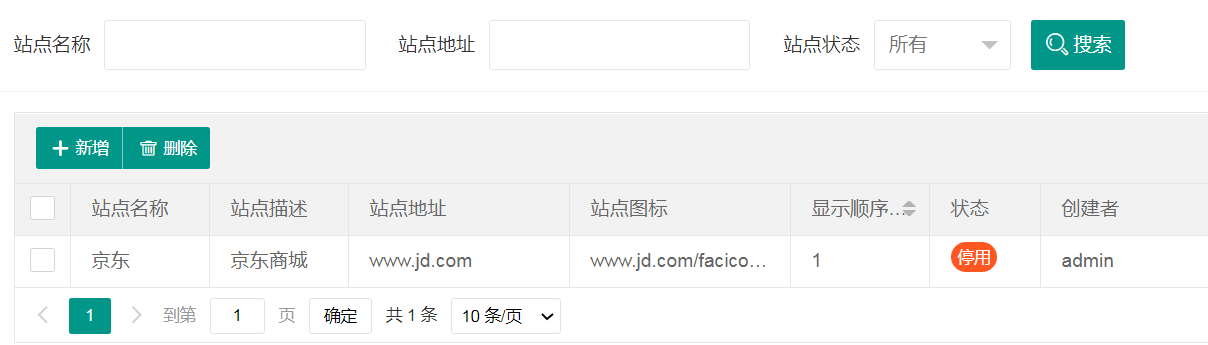 站点名称 站点地址 站点状态 所有 搜索
新增 删除
站点名称 站点描述 站点地址 站点图标 显示顺序... 状态 创建者
京东 京东商城 www.jd.com www.jd.com/facico... 1 停用 admin
1 到第 1 页 确定 共 1 条 10 条/页